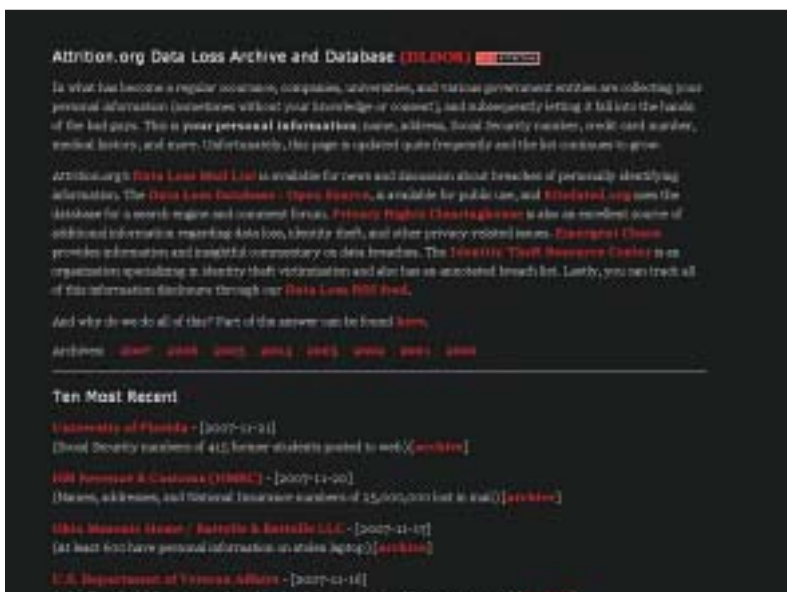 Attrition.org Data Loss Archive and Database (DLDOS)
In what has become a regular occurance, companies, universities, and various government entities are collecting your
personal information (sometimes without your knowledge or consent), and subsequently letting it fall into the hands
of the bad guys. This is your personal information; name, address, Social Security number, credit card number,
medical history, and more. Unfortunately, this page is updated quite frequently and the list continues to grow.
Attrition.org's Data Loss Mail List is available for news and discussion about breaches of personally identifying
information. The Data Loss Database - Open Source, is available for public use, and Etiolated.org uses the
database for a search engine and comment forum. Privacy Rights Clearinghouse is also an excellent source of
additional information regarding data loss, identity theft, and other privacy-related issues. Emergent Chaos
provides information and insightful commentary on data breaches. The Identity Theft Resource Center is an
organization specializing in identity theft victimization and also has an annotated breach list. Lastly, you can track all
of this information disclosure through our Data Loss RSS feed.
And why do we do all of this? Part of the answer can be found here.
Archives: 2007 2006 2005 2004 2003 2002 2001 2000
Ten Most Recent
University of Florida - [2007-11-21]
(Social Security numbers of 415 former students posted to web) [archive]
HM Revenue & Customs (HMRC) - [2007-11-20]
(Names, addresses, and National Insurance numbers of 25,000,000 lost in mail) [archive]
Ohio Masonic Home / Battelle & Battelle LLC - [2007-11-17]
(At least 600 have personal information on stolen laptop) [archive]
U.S. Department of Veteran Affairs - [2007-11-16]